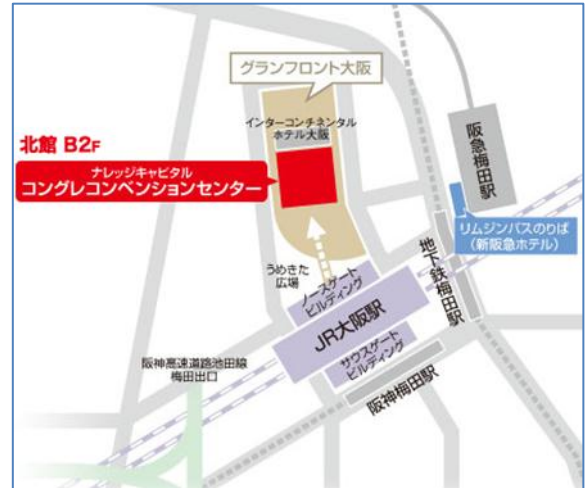 グランフロント大阪
インターコンチネンタル
ホテル大阪
北館 B2F
ナレッジキャピタル
コングレコンベンションセンター
阪急梅田駅
リムジンバスのりば
(新阪急ホテル)
うめきた
広場
ノースゲート
ビルディング
地下鉄梅田駅
JR大阪駅
サウスゲート
ビルディング
阪神高速道路池田線
梅田出口
阪神梅田駅